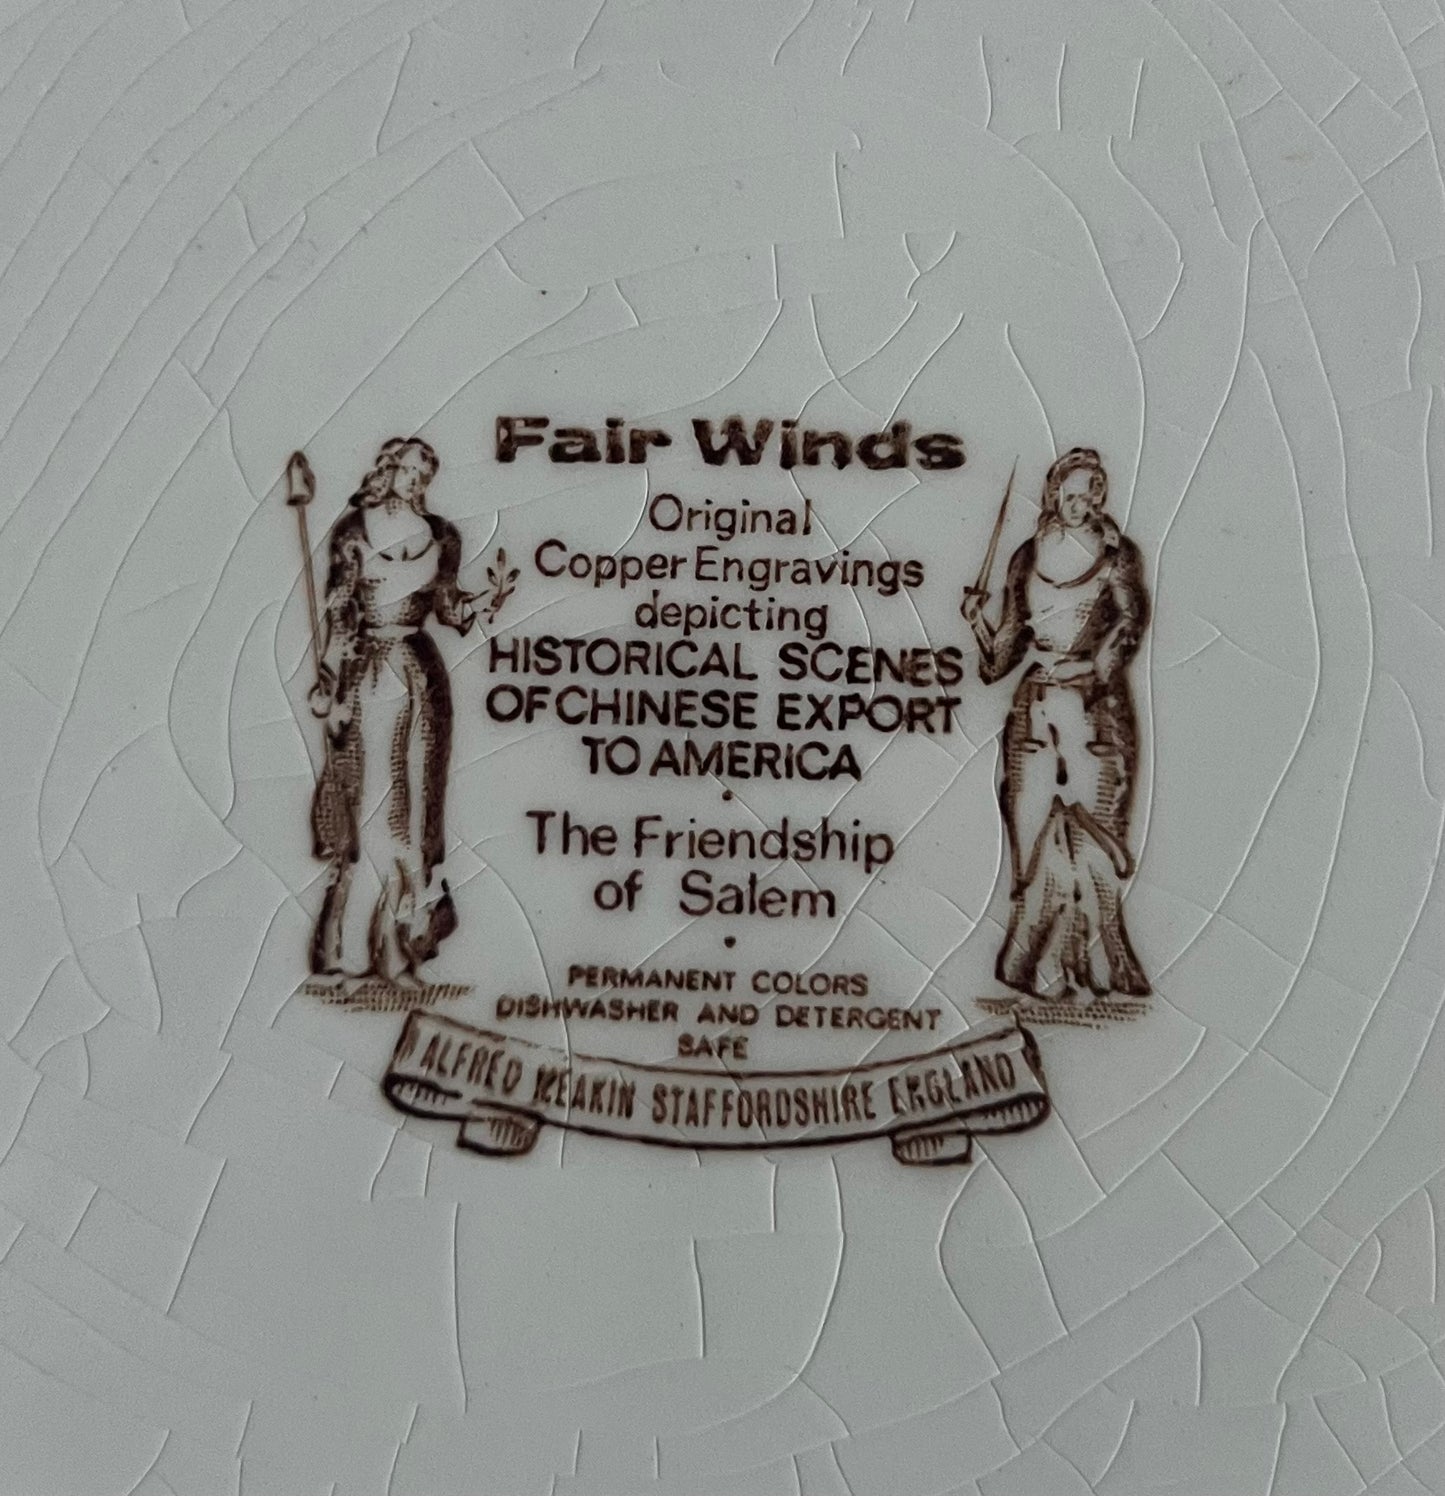 Fair Winds
Original
Copper Engravings
depicting
HISTORICAL SCENES
OF CHINESE EXPORT
TO AMERICA
•
The Friendship
of Salem
•
PERMANENT COLORS
DISHWASHER AND DETERGENT
SAFE
ALFRED MEAKIN STAFFORDSHIRE ENGLAND